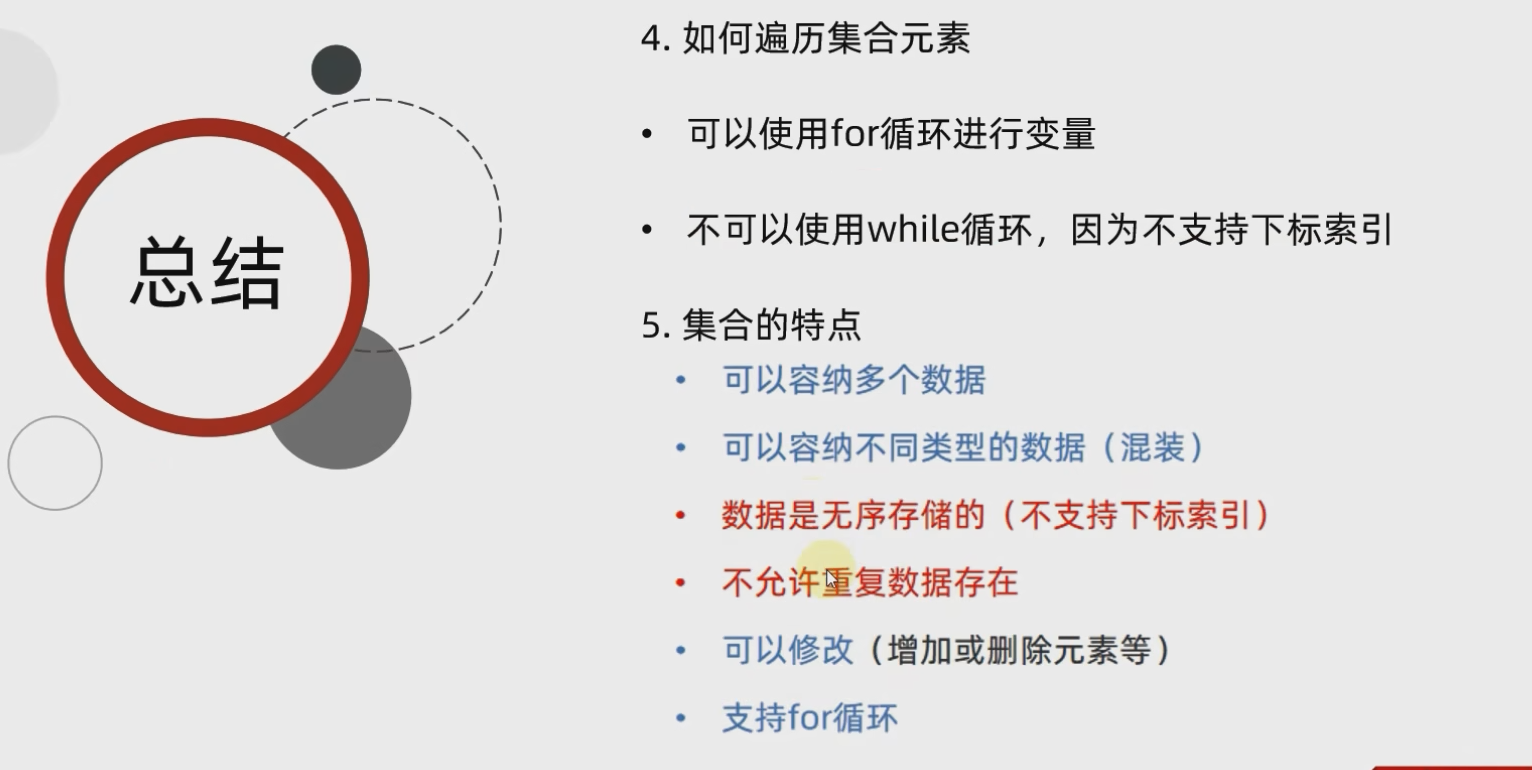 总结
4. 如何遍历集合元素
• 可以使用for循环进行变量
• 不可以使用while循环，因为不支持下标索引
5. 集合的特点
• 可以容纳多个数据
• 可以容纳不同类型的数据（混装）
• 数据是无序存储的（不支持下标索引）
• 不允许重复数据存在
• 可以修改（增加或删除元素等）
• 支持for循环